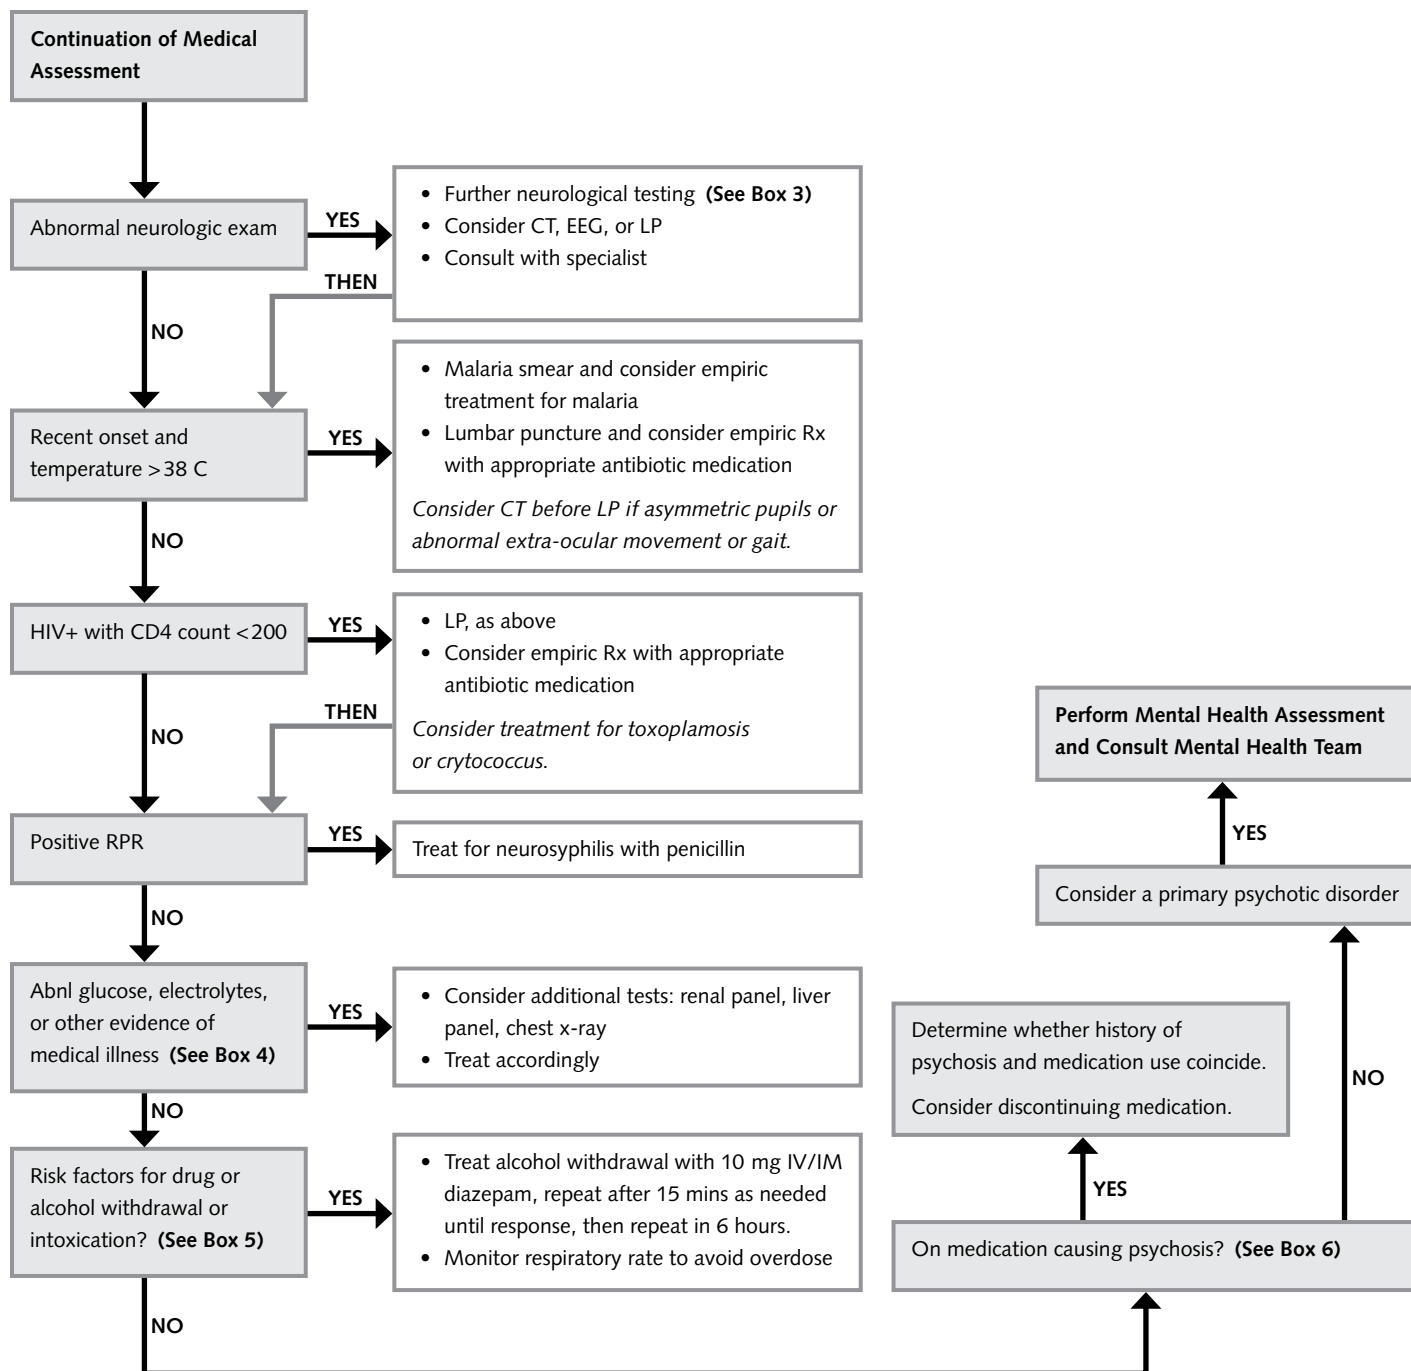 Continuation of Medical
Assessment
Abnormal neurologic exam
YES
• Further neurological testing (See Box 3)
• Consider CT, EEG, or LP
• Consult with specialist
THEN
NO
Recent onset and
temperature >38 C
YES
• Malaria smear and consider empiric
treatment for malaria
• Lumbar puncture and consider empiric Rx
with appropriate antibiotic medication
Consider CT before LP if asymmetric pupils or
abnormal extra-ocular movement or gait.
NO
HIV+ with CD4 count <200
YES
• LP, as above
• Consider empiric Rx with appropriate
antibiotic medication
Consider treatment for toxoplamosis
or crytococcus.
THEN
NO
Positive RPR
YES
Treat for neurosyphilis with penicillin
NO
Abnl glucose, electrolytes,
or other evidence of
medical illness (See Box 4)
YES
• Consider additional tests: renal panel, liver
panel, chest x-ray
• Treat accordingly
NO
Risk factors for drug or
alcohol withdrawal or
intoxication? (See Box 5)
YES
• Treat alcohol withdrawal with 10 mg IV/IM
diazepam, repeat after 15 mins as needed
until response, then repeat in 6 hours.
• Monitor respiratory rate to avoid overdose
NO
On medication causing psychosis? (See Box 6)
YES
Determine whether history of
psychosis and medication use coincide.
Consider discontinuing medication.
NO
Consider a primary psychotic disorder
YES
Perform Mental Health Assessment
and Consult Mental Health Team